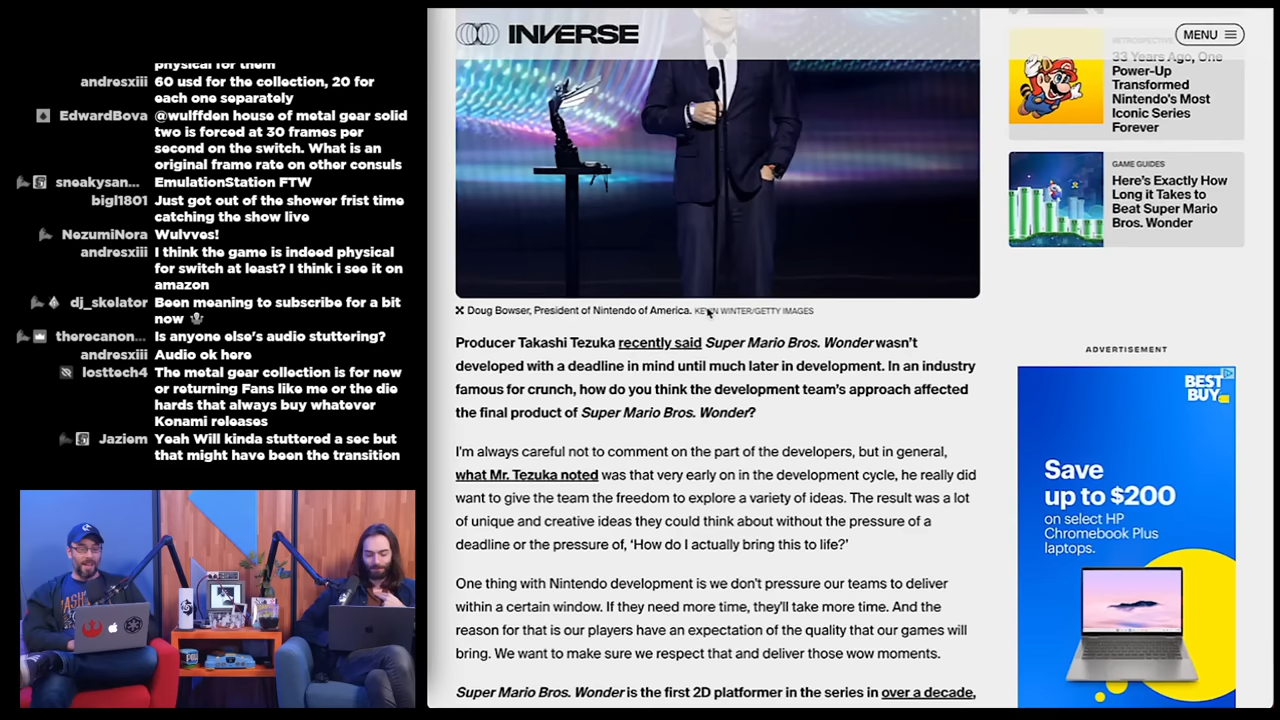 physical for them
andresxiii 60 usd for the collection, 20 for
each one separately
EdwardBova @wulffden house of metal gear solid
two is forced at 30 frames per
second on the switch. What is an
original frame rate on other consuls
sneakysan... EmulationStation FTW
bigl1801 Just got out of the shower frist time
catching the show live
NezumiNora Wulvves!
andresxiii I think the game is indeed physical
for switch at least? I think i see it on
amazon
dj_skelator Been meaning to subscribe for a bit
now
therecanon... Is anyone else's audio stuttering?
andresxiii Audio ok here
losttech4 The metal gear collection is for new
or returning Fans like me or the die
hards that always buy whatever
Konami releases
Jaziem Yeah Will kinda stuttered a sec but
that might have been the transition
INVERSE
MENU
Doug Bowser, President of Nintendo of America. KEVIN WINTER/GETTY IMAGES
Producer Takashi Tezuka recently said Super Mario Bros. Wonder wasn't
developed with a deadline in mind until much later in development. In an industry
famous for crunch, how do you think the development team's approach affected
the final product of Super Mario Bros. Wonder?
I'm always careful not to comment on the part of the developers, but in general,
what Mr. Tezuka noted was that very early on in the development cycle, he really did
want to give the team the freedom to explore a variety of ideas. The result was a lot
of unique and creative ideas they could think about without the pressure of a
deadline or the pressure of, ‘How do I actually bring this to life?’
One thing with Nintendo development is we don't pressure our teams to deliver
within a certain window. If they need more time, they'll take more time. And the
reason for that is our players have an expectation of the quality that our games will
bring. We want to make sure we respect that and deliver those wow moments.
Super Mario Bros. Wonder is the first 2D platformer in the series in over a decade,
RETROSPECTIVE
33 Years Ago, One
Power-Up
Transformed
Nintendo's Most
Iconic Series
Forever
GAME GUIDES
Here's Exactly How
Long it Takes to
Beat Super Mario
Bros. Wonder
ADVERTISEMENT
BEST
BUY
Save
up to $200
on select HP
Chromebook Plus
laptops.